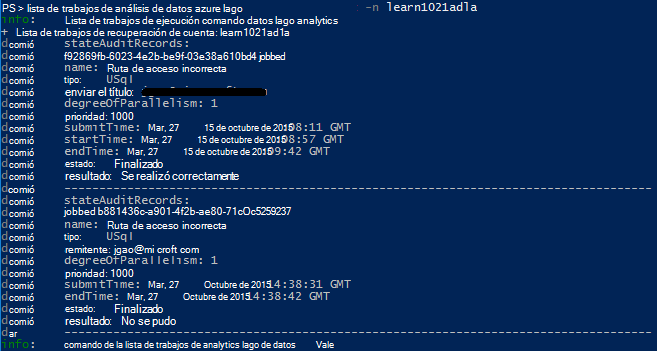 PS > lista de trabajos de análisis de datos azure lago -n learn1021adla
info: Lista de trabajos de ejecución comando datos lago analytics
+ Lista de trabajos de recuperación de cuenta: learn1021ad1a
dcomió stateAuditRecords:
dcomió f92869fb-6023-4e2b-be9f-03e38a610bd4 jobbed
dcomió name: Ruta de acceso incorrecta
dcomió tipo: USql
dcomió enviar el título:
dcomió degreeOfParallelism: 1
dcomió prioridad: 1000
dcomió submitTime: Mar, 27 15 de octubre de 2015 08:11 GMT
dcomió startTime: Mar, 27 15 de octubre de 2015 08:57 GMT
dcomió endTime: Mar, 27 15 de octubre de 2015 09:42 GMT
dcomió estado: Finalizado
dcomió resultado: Se realizó correctamente
dcomió ------------------------------------------------------------------------
dcomió stateAuditRecords:
dcomió jobbed b881436c-a901-4f2b-ae80-71cOc5259237
dcomió name: Ruta de acceso incorrecta
dcomió tipo: USql
dcomió remitente: jgao@mi croft com
dcomió degreeOfParallelism: 1
dcomió prioridad: 1000
dcomió submitTime: Mar, 27 Octubre de 2015 14:38:31 GMT
dcomió endTime: Mar, 27 Octubre de 2015 14:38:42 GMT
dcomió estado: Finalizado
dcomió resultado: No se pudo
dar ------------------------------------------------------------------------
info: comando de la lista de trabajos de analytics lago de datos Vale